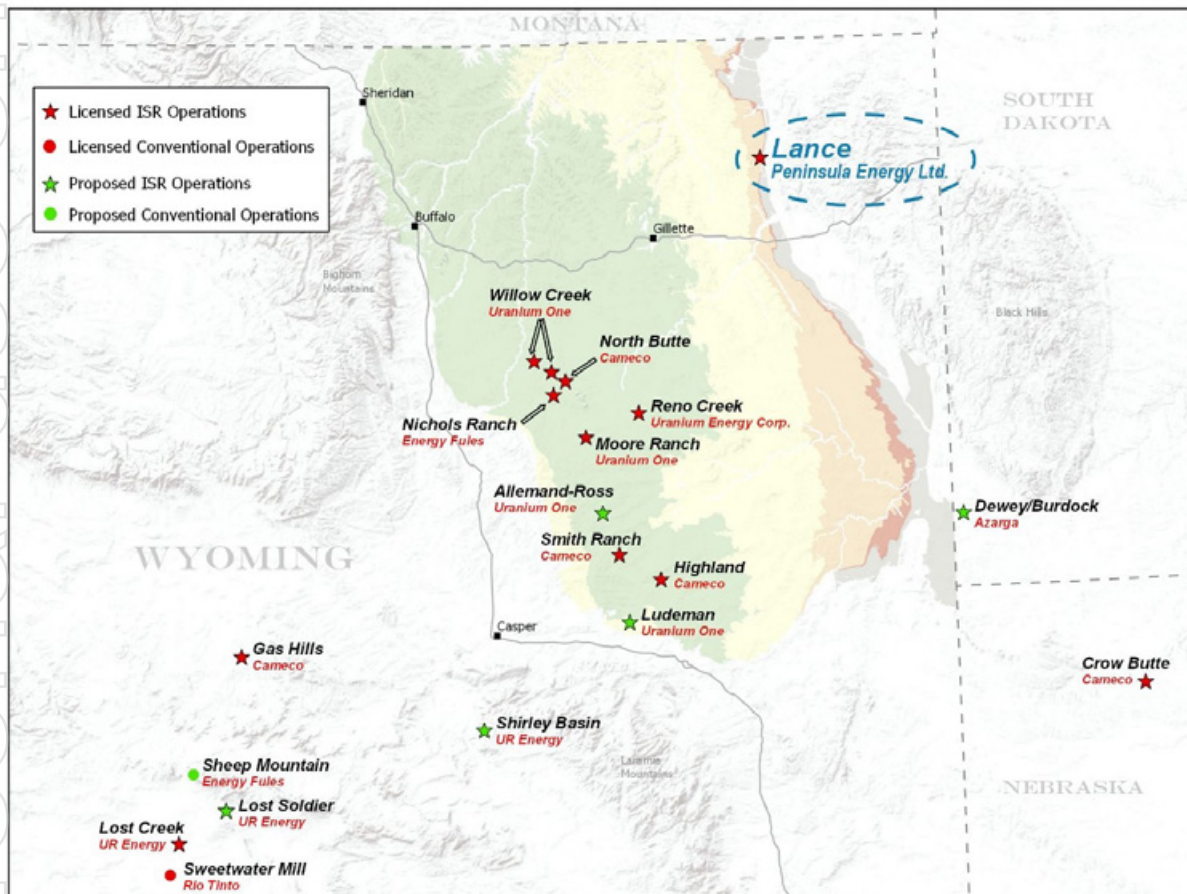 MONTANA
Licensed ISR Operations
Licensed Conventional Operations
Proposed ISR Operations
Proposed Conventional Operations
Sheridan
SOUTH
DAKOTA
Lance
Peninsula Energy Ltd.
Buffalo
Gillette
Bighorn
Mountains
Willow Creek
Uranium One
Black Hills
North Butte
Cameco
Nichols Ranch
Energy Fules
Reno Creek
Uranium Energy Corp.
Moore Ranch
Uranium One
Allemand-Ross
Uranium One
Dewey/Burdock
Azarga
Smith Ranch
Cameco
WYOMING
Highland
Cameco
Ludeman
Uranium One
Casper
Gas Hills
Cameco
Crow Butte
Cameco
Shirley Basin
UR Energy
Laramie
Mountains
Sheep Mountain
Energy Fules
NEBRASKA
Lost Soldier
UR Energy
Lost Creek
UR Energy
Sweetwater Mill
Rio Tinto